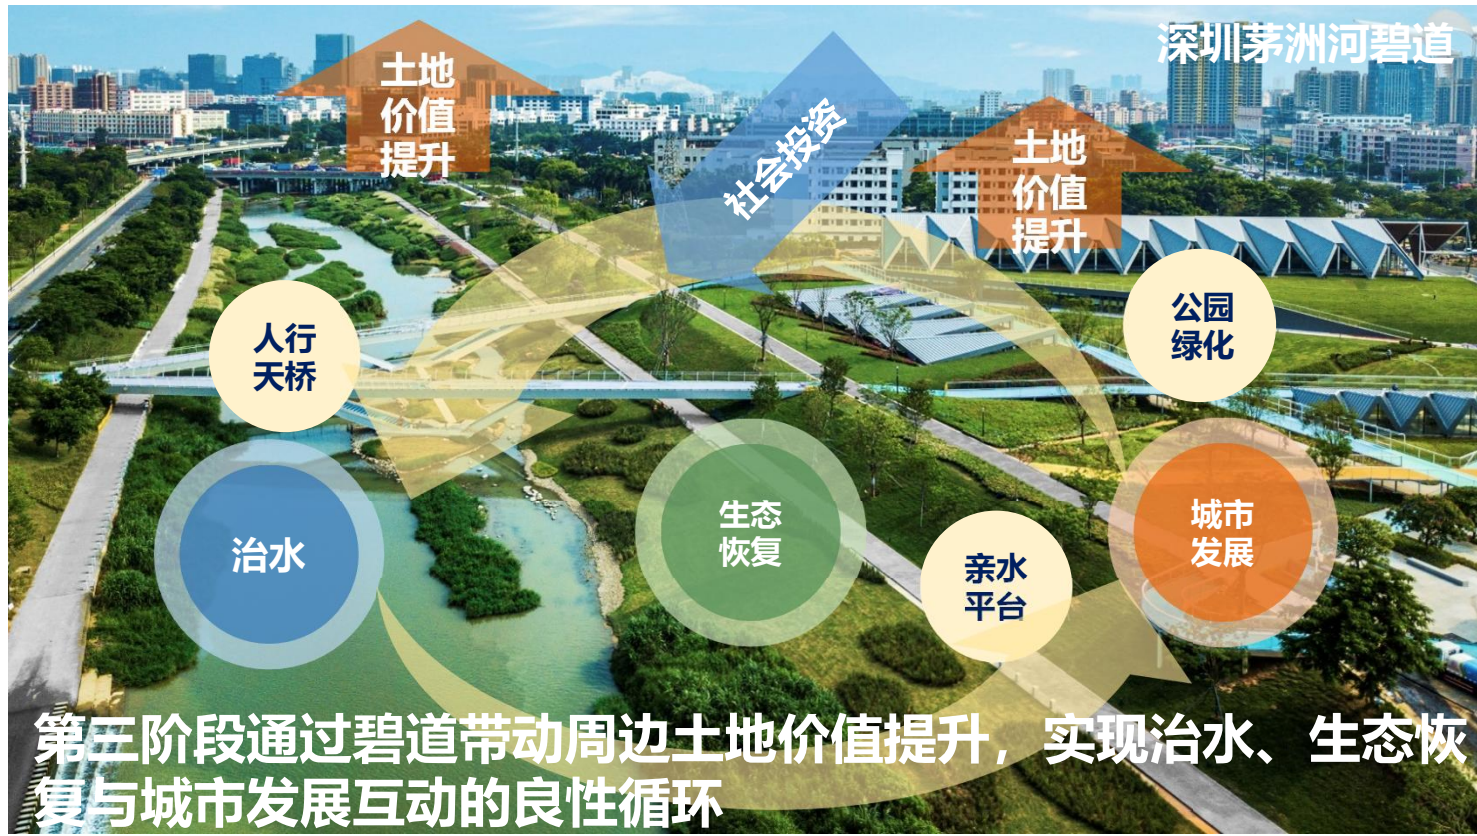 深圳茅洲河碧道
土地
价值
提升
社会投资
土地
价值
提升
人行
天桥
公园
绿化
治水
生态
恢复
亲水
平台
城市
发展
第三阶段通过碧道带动周边土地价值提升，实现治水、生态恢
复与城市发展互动的良性循环